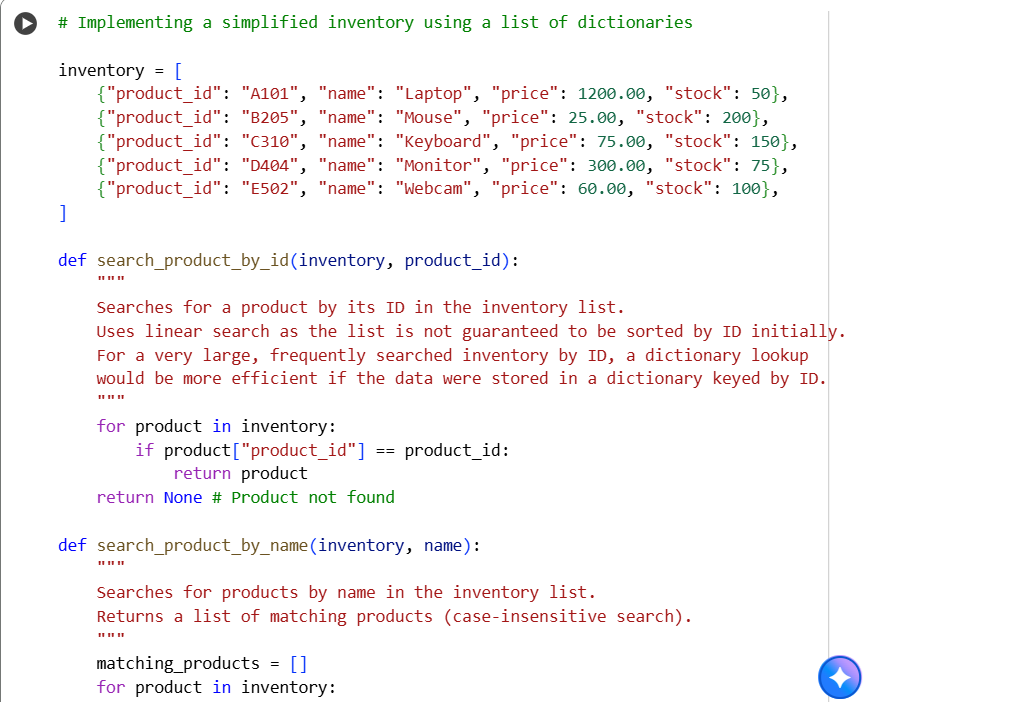 # Implementing a simplified inventory using a list of dictionaries
inventory = [
    {"product_id": "A101", "name": "Laptop", "price": 1200.00, "stock": 50},
    {"product_id": "B205", "name": "Mouse", "price": 25.00, "stock": 200},
    {"product_id": "C310", "name": "Keyboard", "price": 75.00, "stock": 150},
    {"product_id": "D404", "name": "Monitor", "price": 300.00, "stock": 75},
    {"product_id": "E502", "name": "Webcam", "price": 60.00, "stock": 100},
]
def search_product_by_id(inventory, product_id):
    """
    Searches for a product by its ID in the inventory list.
    Uses linear search as the list is not guaranteed to be sorted by ID initially.
    For a very large, frequently searched inventory by ID, a dictionary lookup
    would be more efficient if the data were stored in a dictionary keyed by ID.
    """
    for product in inventory:
        if product["product_id"] == product_id:
            return product
    return None # Product not found
def search_product_by_name(inventory, name):
    """
    Searches for products by name in the inventory list.
    Returns a list of matching products (case-insensitive search).
    """
    matching_products = []
    for product in inventory: